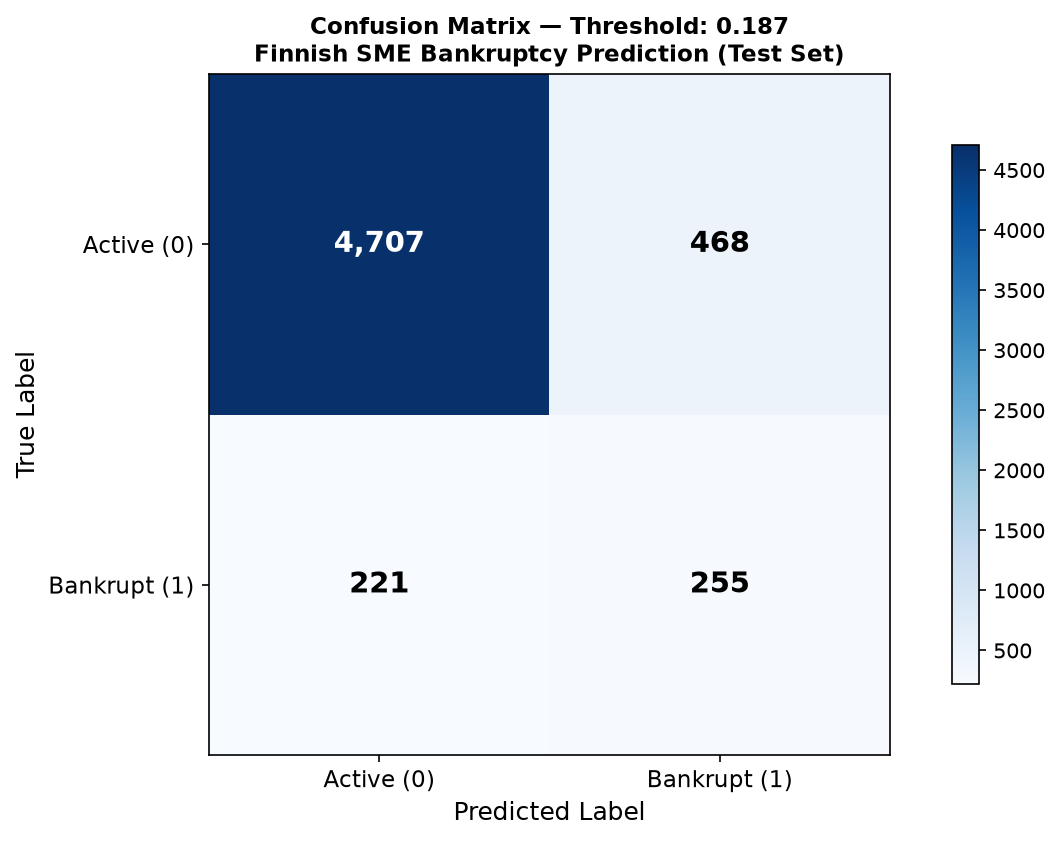 Confusion Matrix — Threshold: 0.187
Finnish SME Bankruptcy Prediction (Test Set)
True Label
Active (0)
4,707
468
Bankrupt (1)
221
255
Active (0)
Bankrupt (1)
Predicted Label
4500
4000
3500
3000
2500
2000
1500
1000
500